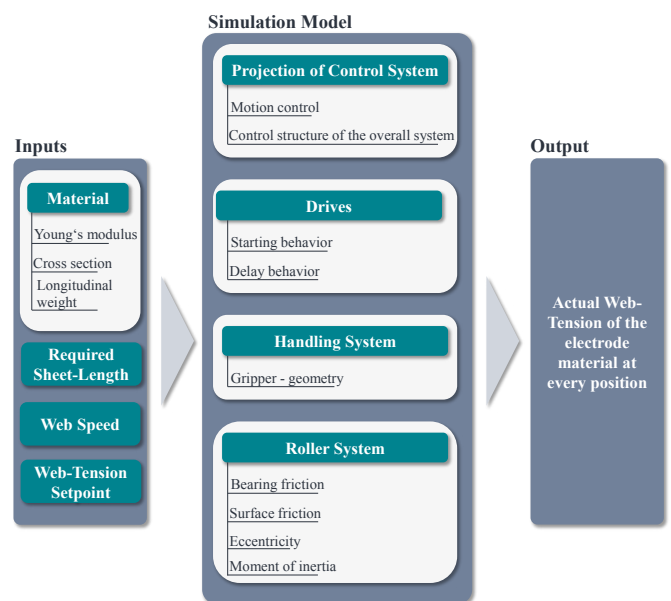 Simulation Model
Inputs
Material
Young‘s modulus
Cross section
Longitudinal
weight
Required
Sheet-Length
Web Speed
Web-Tension
Setpoint
Projection of Control System
Motion control
Control structure of the overall system
Drives
Starting behavior
Delay behavior
Handling System
Gripper - geometry
Roller System
Bearing friction
Surface friction
Eccentricity
Moment of inertia
Output
Actual Web-
Tension of the
electrode
material at
every position